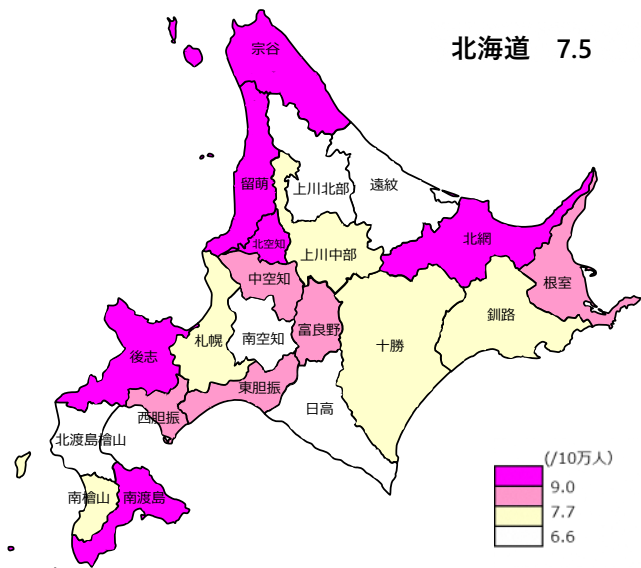 北海道　7.5
宗谷
留萌
上川北部
遠紋
北空知
上川中部
北網
中空知
根室
札幌
南空知
富良野
十勝
釧路
後志
東胆振
西胆振
日高
北渡島檜山
南檜山
南渡島
(/10万人)
9.0
7.7
6.6